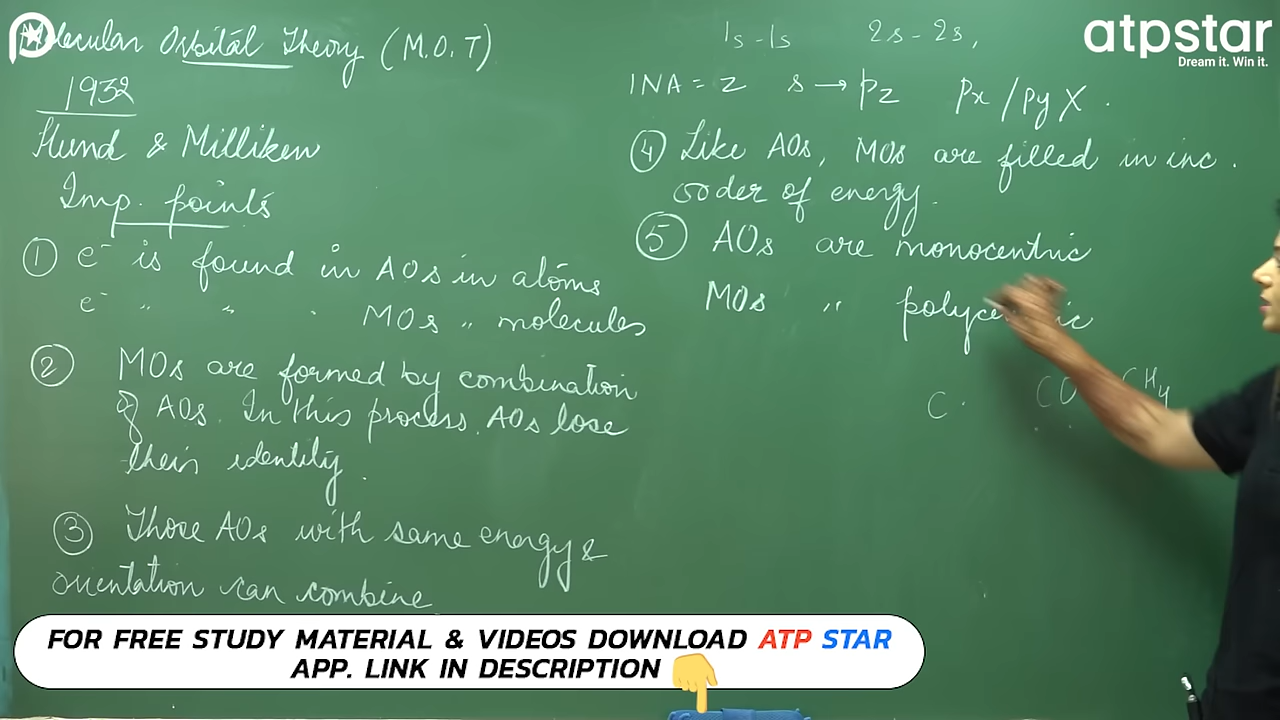 Molecular Orbital Theory (M.O.T)
1932
Hund & Milliken
Imp. points
① e⁻ is found in AOs in atoms
e⁻ " " " MOs " molecules
② MOs are formed by combination
of AOs. In this process AOs lose
their identity.
③ Those AOs with same energy &
orientation can combine
1s-1s 2s-2s,
INA = Z s → pz px/py X.
④ Like AOs, MOs are filled in inc.
order of energy.
⑤ AOs are monocentric
MOs "
C CO CH4
atpstar
Dream it. Win it.
FOR FREE STUDY MATERIAL & VIDEOS DOWNLOAD ATP STAR
APP. LINK IN DESCRIPTION